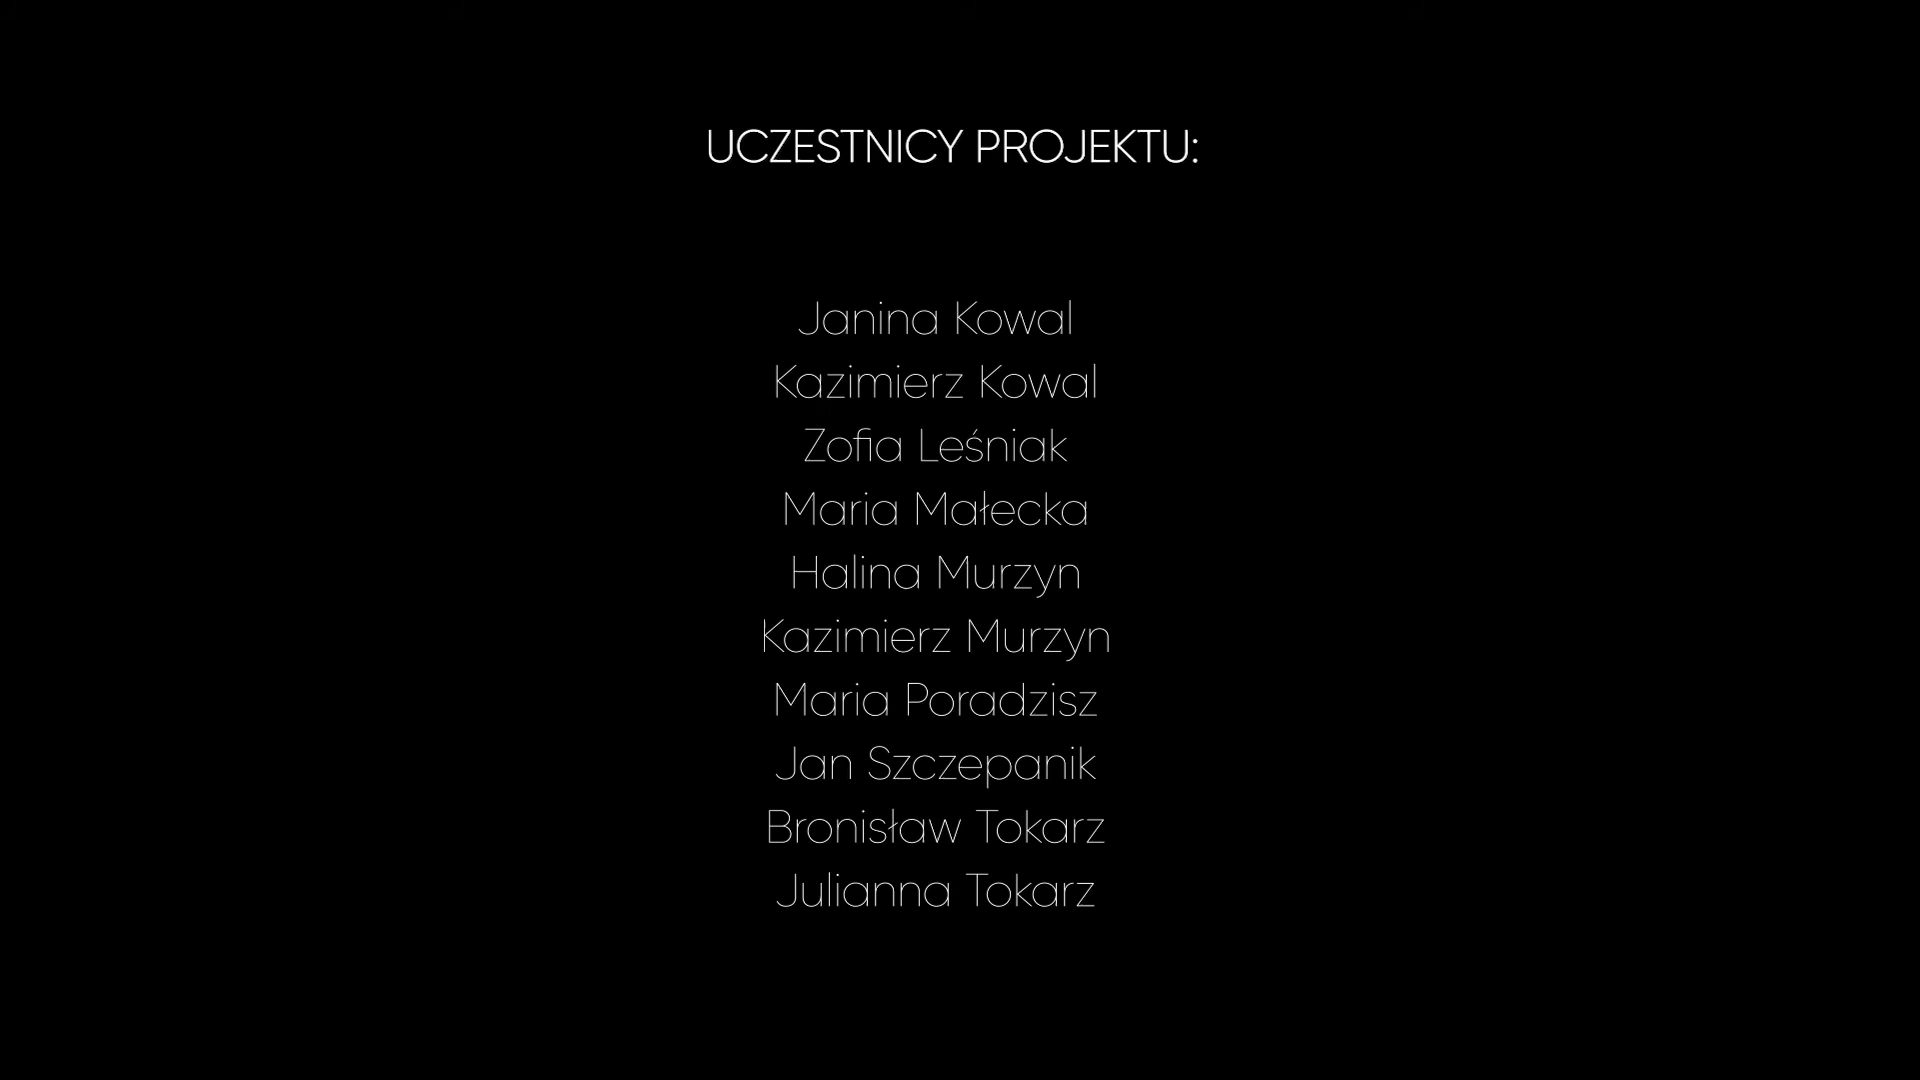 UCZESTNICY PROJEKTU:
Janina Kowal
Kazimierz Kowal
Zofia Leśniak
Maria Małecka
Halina Murzyn
Kazimierz Murzyn
Maria Poradzisz
Jan Szczepanik
Bronisław Tokarz
Julianna Tokarz